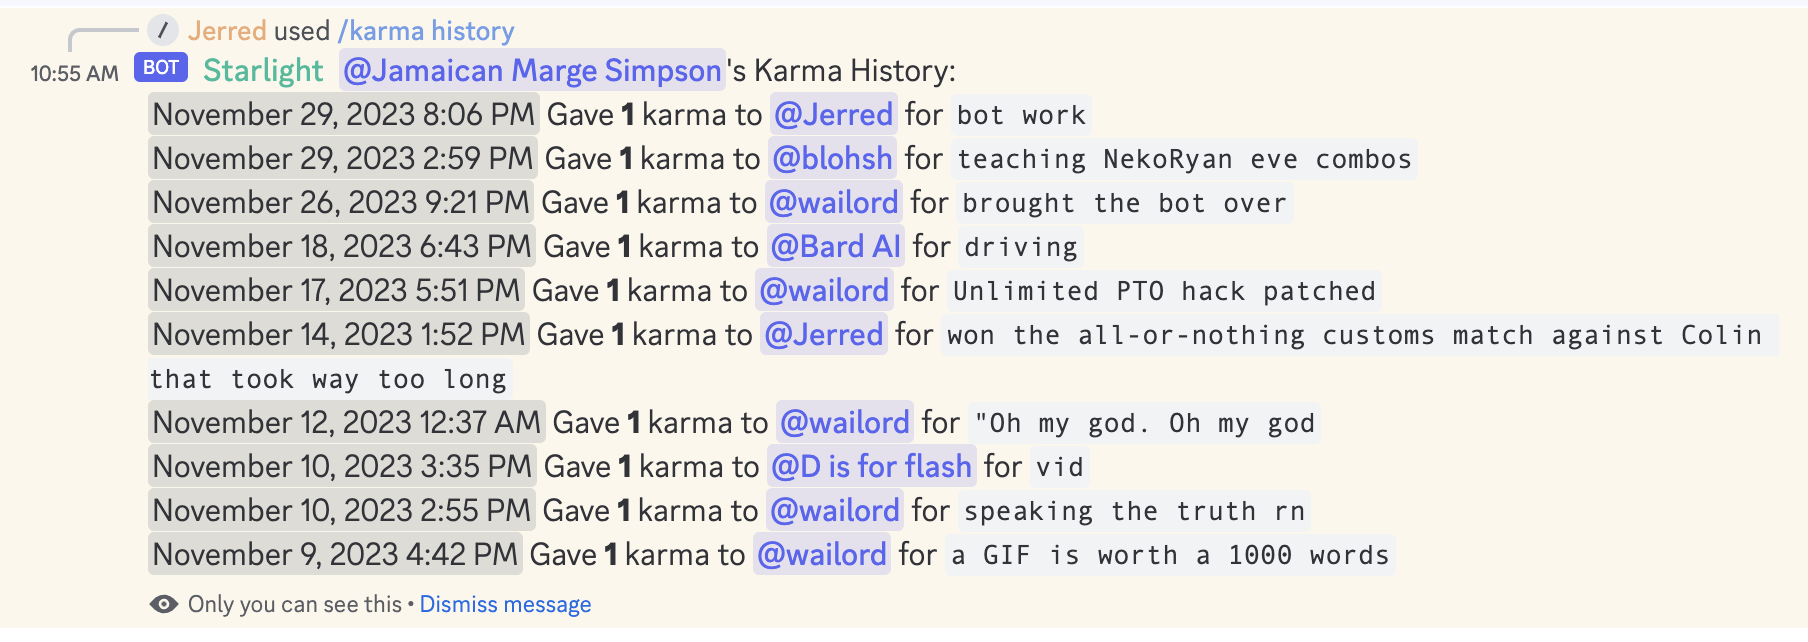 / Jerred used /karma history
10:55 AM BOT Starlight @Jamaican Marge Simpson's Karma History:
November 29, 2023 8:06 PM Gave 1 karma to @Jerred for bot work
November 29, 2023 2:59 PM Gave 1 karma to @blohsh for teaching NekoRyan eve combos
November 26, 2023 9:21 PM Gave 1 karma to @wailord for brought the bot over
November 18, 2023 6:43 PM Gave 1 karma to @Bard AI for driving
November 17, 2023 5:51 PM Gave 1 karma to @wailord for Unlimited PTO hack patched
November 14, 2023 1:52 PM Gave 1 karma to @Jerred for won the all-or-nothing customs match against Colin
that took way too long
November 12, 2023 12:37 AM Gave 1 karma to @wailord for "Oh my god. Oh my god
November 10, 2023 3:35 PM Gave 1 karma to @D is for flash for vid
November 10, 2023 2:55 PM Gave 1 karma to @wailord for speaking the truth rn
November 9, 2023 4:42 PM Gave 1 karma to @wailord for a GIF is worth a 1000 words
Only you can see this • Dismiss message